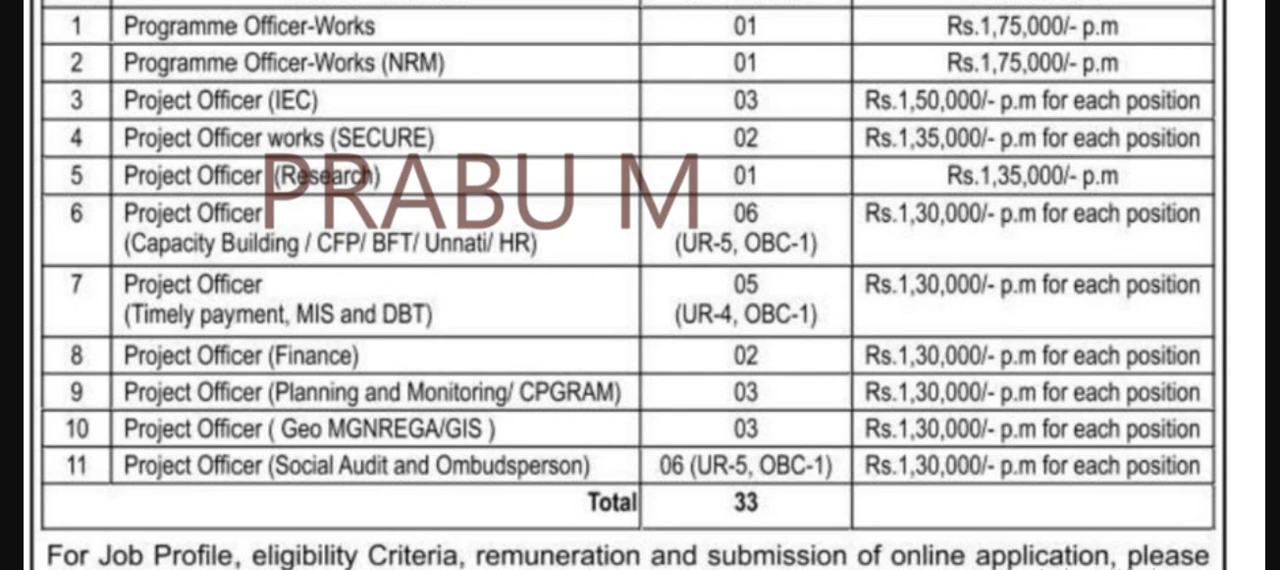 1 Programme Officer-Works 01 Rs.1,75,000/- p.m
2 Programme Officer-Works (NRM) 01 Rs.1,75,000/- p.m
3 Project Officer (IEC) 03 Rs.1,50,000/- p.m for each position
4 Project Officer works (SECURE) 02 Rs.1,35,000/- p.m for each position
5 Project Officer (Research) 01 Rs.1,35,000/- p.m
PRABU M
6 Project Officer 06 Rs.1,30,000/- p.m for each position
(Capacity Building / CFP/ BFT/ Unnati/ HR) (UR-5, OBC-1)
7 Project Officer 05 Rs.1,30,000/- p.m for each position
(Timely payment, MIS and DBT) (UR-4, OBC-1)
8 Project Officer (Finance) 02 Rs.1,30,000/- p.m for each position
9 Project Officer (Planning and Monitoring/ CPGRAM) 03 Rs.1,30,000/- p.m for each position
10 Project Officer ( Geo MGNREGA/GIS ) 03 Rs.1,30,000/- p.m for each position
11 Project Officer (Social Audit and Ombudsperson) 06 (UR-5, OBC-1) Rs.1,30,000/- p.m for each position
Total 33
For Job Profile, eligibility Criteria, remuneration and submission of online application, please